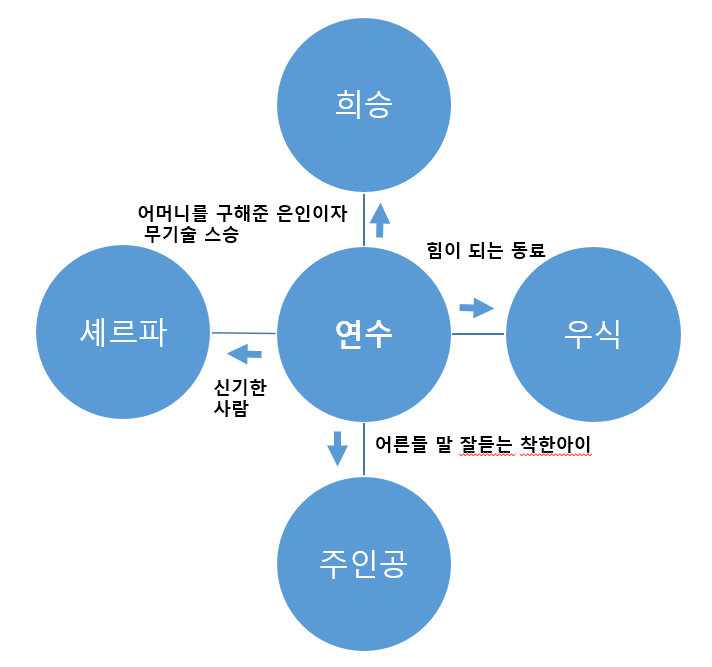 희승
어머니를 구해준 은인이자
무기술 스승
힘이 되는 동료
셰르파
연수
우식
신기한
사람
어른들 말 잘듣는 착한아이
주인공